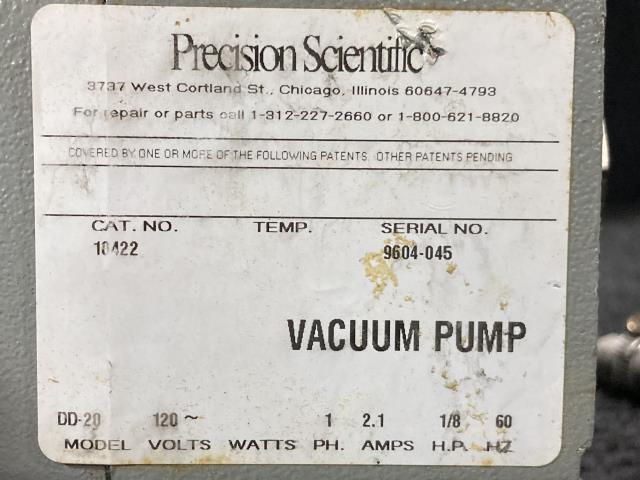 Precision Scientific
3737 West Cortland St., Chicago, Illinois 60647-4793
For repair or parts call 1-312-227-2660 or 1-800-621-8820
COVERED BY ONE OR MORE OF THE FOLLOWING PATENTS. OTHER PATENTS PENDING
CAT. NO. TEMP. SERIAL NO.
10422 9604-045
VACUUM PUMP
DD-20 120 ~ 1 2.1 1/8 60
MODEL VOLTS WATTS PH. AMPS H.P. HZ